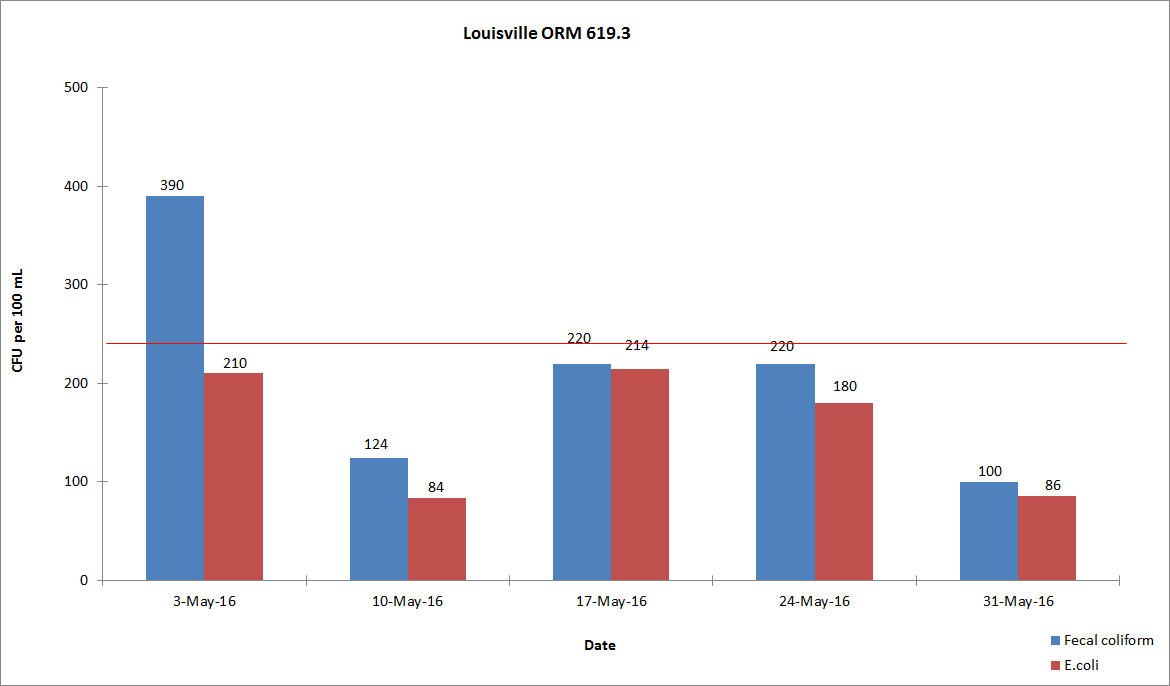 Louisville ORM 619.3
500
400
300
200
100
0
CFU per 100 mL
390
210
124
84
220
214
220
180
100
86
3-May-16
10-May-16
17-May-16
24-May-16
31-May-16
Date
Fecal coliform
E.coli